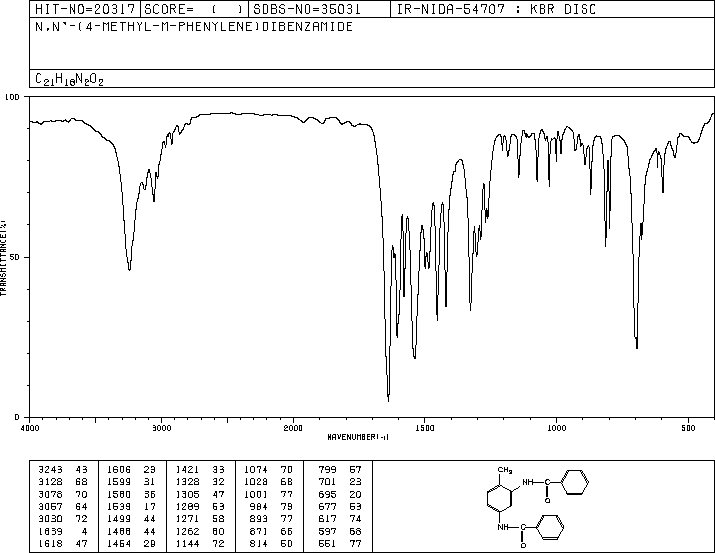 HIT-NO=20317 SCORE= ( ) SDBS-NO=35031 IR-NIDA-54707 : KBR DISC
N,N'-(4-METHYL-M-PHENYLENE)DIBENZAMIDE
C21H18N2O2
100
50
0
TRANSMITTANCE(%)
4000 3000 2000 1500 1000 500
WAVENUMBER(-1)
3243 43 1606 29 1421 33 1074 70 799 57
3128 68 1599 31 1328 32 1028 68 701 23
3078 70 1580 36 1305 47 1001 77 695 20
3057 64 1539 17 1289 53 984 79 677 53
3030 72 1499 44 1271 58 893 77 617 74
1639 4 1488 44 1262 60 871 66 597 68
1618 47 1454 29 1144 72 814 50 551 77
CH3
NH C
O
NH C
O